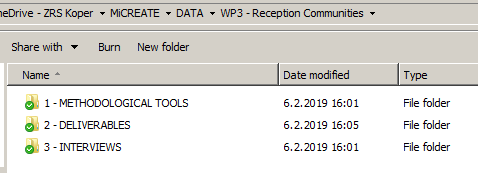 neDrive - ZRS Koper MiCREATE DATA WP3 - Reception Communities
Share with Burn New folder
Name Date modified Type
1 - METHODOLOGICAL TOOLS 6.2.2019 16:01 File folder
2 - DELIVERABLES 6.2.2019 16:05 File folder
3 - INTERVIEWS 6.2.2019 16:01 File folder